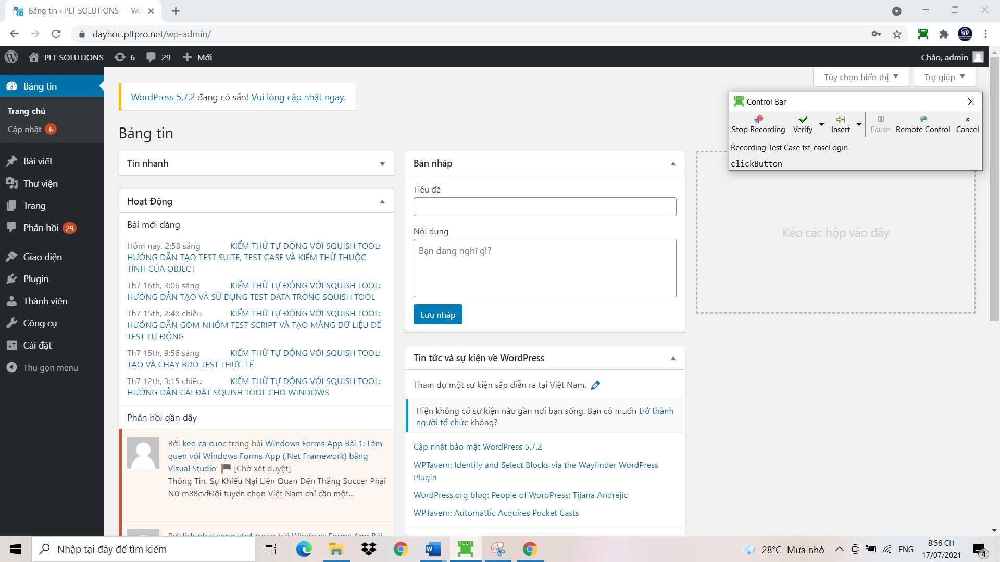 Bảng tin ‹ PLT SOLUTIONS — Wo
dayhoc.pltpro.net/wp-admin/
PLT SOLUTIONS 6 29 Mới
Chào, admin
Bảng tin
Trang chủ
Cập nhật 6
Bài viết
Thư viện
Trang
Phản hồi 29
Giao diện
Plugin
Thành viên
Công cụ
Cài đặt
Thu gọn menu
Tùy chọn hiển thị
Trợ giúp
WordPress 5.7.2 đang có sẵn! Vui lòng cập nhật ngay.
Bảng tin
Tin nhanh
Hoạt Động
Bài mới đăng
Hôm nay, 2:58 sáng KIỂM THỬ TỰ ĐỘNG VỚI SQUISH TOOL:
HƯỚNG DẪN TẠO TEST SUITE, TEST CASE VÀ KIỂM THỬ THUỘC
TÍNH CỦA OBJECT
Th7 16th, 3:06 sáng KIỂM THỬ TỰ ĐỘNG VỚI SQUISH TOOL:
HƯỚNG DẪN TẠO VÀ SỬ DỤNG TEST DATA TRONG SQUISH TOOL
Th7 15th, 2:48 chiều KIỂM THỬ TỰ ĐỘNG VỚI SQUISH TOOL:
HƯỚNG DẪN GOM NHÓM TEST SCRIPT VÀ TẠO MẢNG DỮ LIỆU ĐỂ
TEST TỰ ĐỘNG
Th7 15th, 9:56 sáng KIỂM THỬ TỰ ĐỘNG VỚI SQUISH TOOL:
TẠO VÀ CHẠY BDD TEST THỰC TẾ
Th7 12th, 3:15 chiều KIỂM THỬ TỰ ĐỘNG VỚI SQUISH TOOL:
HƯỚNG DẪN CÀI ĐẶT SQUISH TOOL CHO WINDOWS
Phản hồi gần đây
Bởi keo ca cuoc trong bài Windows Forms App Bài 1: Làm
quen với Windows Forms App (.Net Framework) bằng
Visual Studio [Chờ xét duyệt]
Thông Tin, Sự Khiếu Nại Liên Quan Đến Thẳng Soccer Phái
Nữ m88cvfĐội tuyển chọn Việt Nam chỉ cần một...
Bởi lich phat song vtc4 trong bài Windows Forms App Bài
Bản nháp
Tiêu đề
Nội dung
Bạn đang nghĩ gì?
Lưu nháp
Tin tức và sự kiện về WordPress
Tham dự một sự kiện sắp diễn ra tại Việt Nam.
Hiện không có sự kiện nào gần nơi bạn sống. Bạn có muốn trở thành
người tổ chức không?
Cập nhật bảo mật WordPress 5.7.2
WPTavern: Identify and Select Blocks via the Wayfinder WordPress
Plugin
WordPress.org blog: People of WordPress: Tijana Andrejic
WPTavern: Automattic Acquires Pocket Casts
Kéo các hộp vào đây
Control Bar
Stop Recording Verify Insert Pause Remote Control Cancel
Recording Test Case tst_caseLogin
clickButton
Nhập tại đây để tìm kiếm
28°C Mưa nhỏ
ENG
8:56 CH
17/07/2021
4